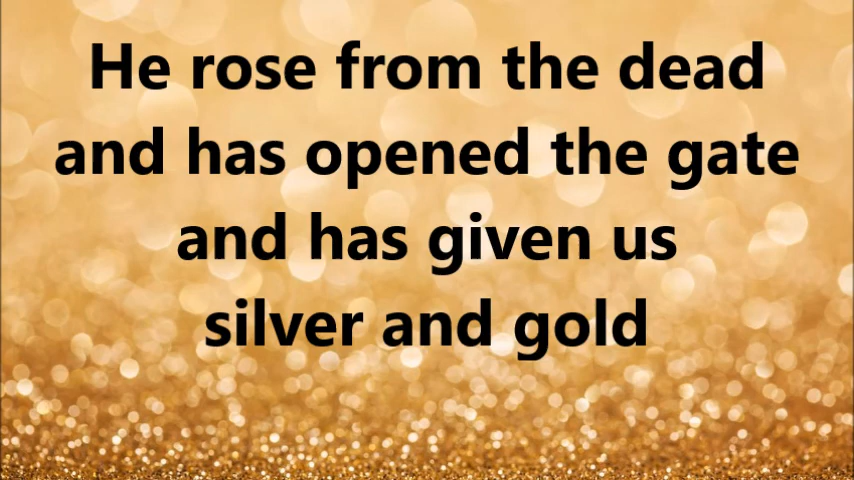 He rose from the dead
and has opened the gate
and has given us
silver and gold